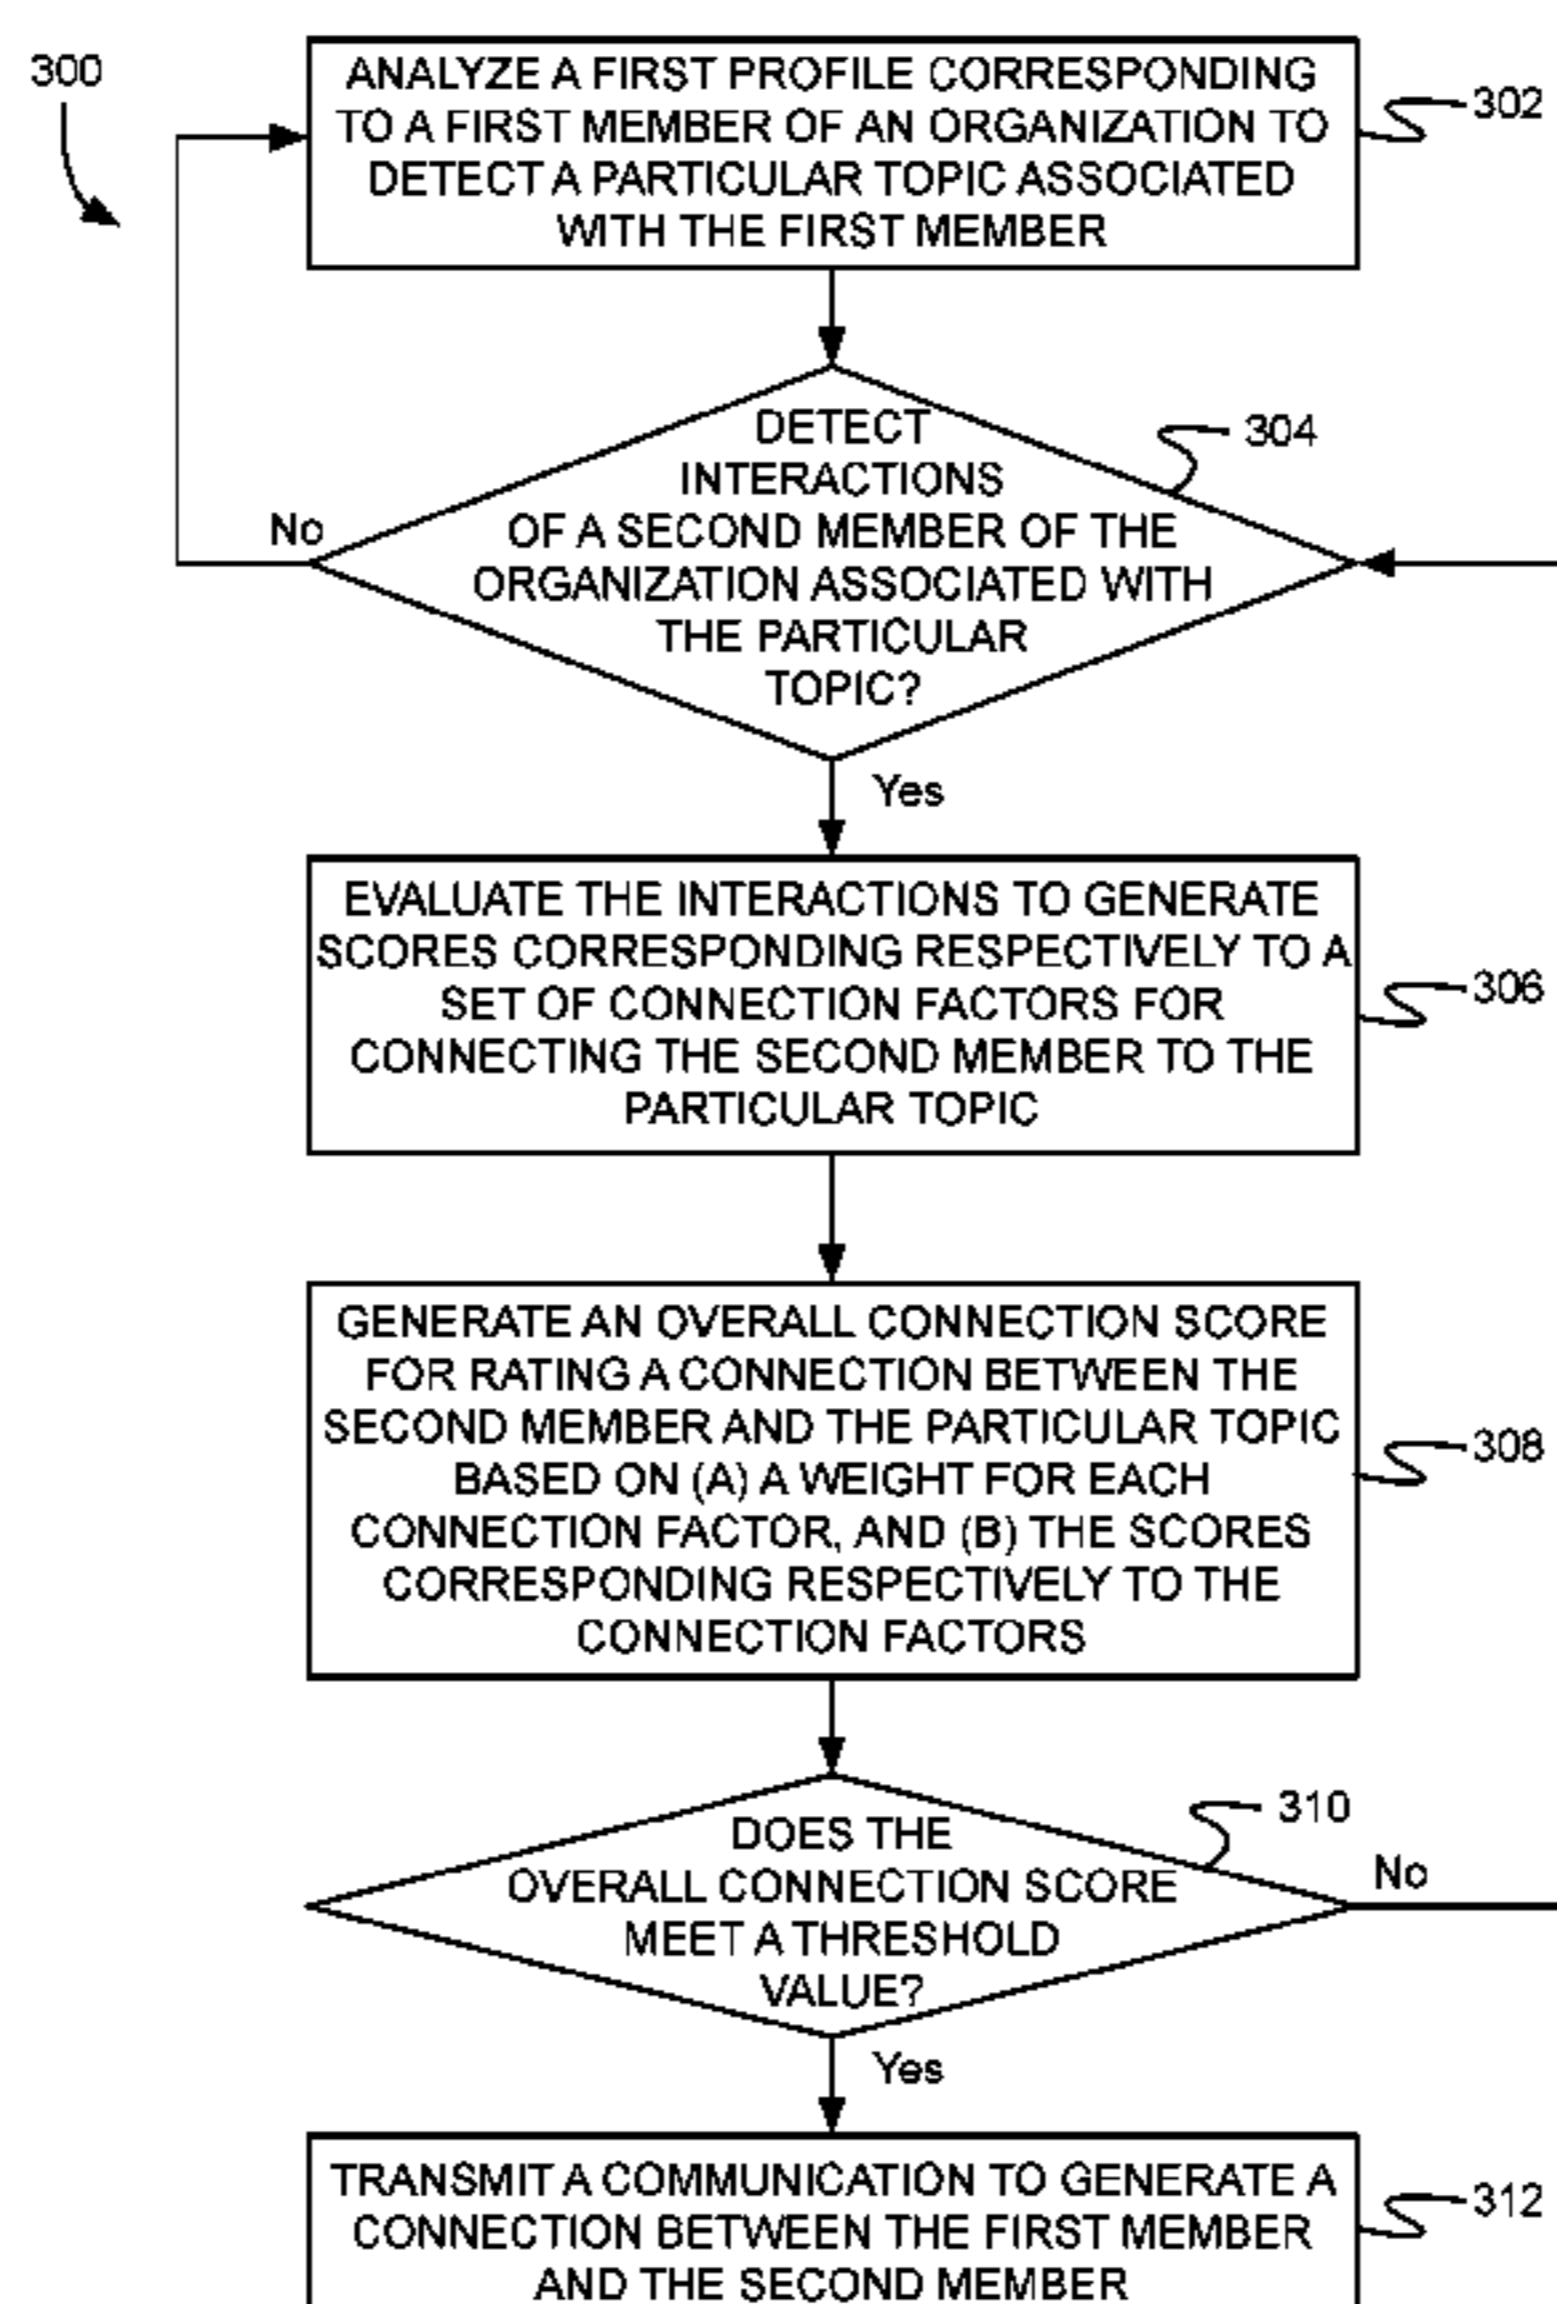 300
ANALYZE A FIRST PROFILE CORRESPONDING
TO A FIRST MEMBER OF AN ORGANIZATION TO
DETECT A PARTICULAR TOPIC ASSOCIATED
WITH THE FIRST MEMBER
302
DETECT
INTERACTIONS
OF A SECOND MEMBER OF THE
ORGANIZATION ASSOCIATED WITH
THE PARTICULAR
TOPIC?
304
No
Yes
EVALUATE THE INTERACTIONS TO GENERATE
SCORES CORRESPONDING RESPECTIVELY TO A
SET OF CONNECTION FACTORS FOR
CONNECTING THE SECOND MEMBER TO THE
PARTICULAR TOPIC
306
GENERATE AN OVERALL CONNECTION SCORE
FOR RATING A CONNECTION BETWEEN THE
SECOND MEMBER AND THE PARTICULAR TOPIC
BASED ON (A) A WEIGHT FOR EACH
CONNECTION FACTOR, AND (B) THE SCORES
CORRESPONDING RESPECTIVELY TO THE
CONNECTION FACTORS
308
DOES THE
OVERALL CONNECTION SCORE
MEET A THRESHOLD
VALUE?
310
No
Yes
TRANSMIT A COMMUNICATION TO GENERATE A
CONNECTION BETWEEN THE FIRST MEMBER
AND THE SECOND MEMBER
312